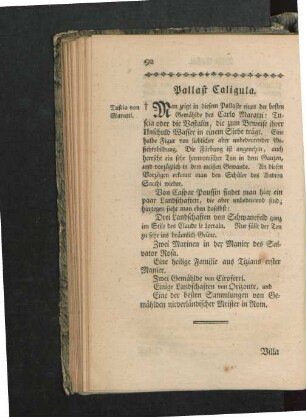 92
Pallast Caligula.
Tuscia von
Maratti.
† Man zeigt in diesem Pallaste eines der besten
Gemählde des Carlo Maratti: Tu-
scia oder die Vestalin, die zum Beweise ihrer
Unschuld Wasser in einem Siebe trägt. Eine
halbe Figur von lieblicher aber unbedeutender Ge-
sichtsbildung. Die Färbung ist angenehm, auch
herrscht ein sehr harmonischer Ton in dem Ganzen,
und vorzüglich in dem weißen Gewande. An diesen
Vorzügen erkennt man den Schüler des Andrea
Sacchi wieder.
Von Caspar Poussin findet man hier ein
paar Landschaften, die aber unbedeutend sind;
hingegen sieht man eben daselbst:
Drei Landschaften von Schwanefeld ganz
im Stile des Claude le Lorrain. Nur fällt der Ton
zu sehr ins bräunlich Grüne.
Zwei Marinen in der Manier des Sal-
vator Rosa.
Eine heilige Familie aus Tizians erster
Manier.
Zwei Gemählde von Ciroferri.
Einige Landschaften von Orizonte, und
Eine der besten Sammlungen von Ge-
mählden niederländischer Meister in Rom.
Villa